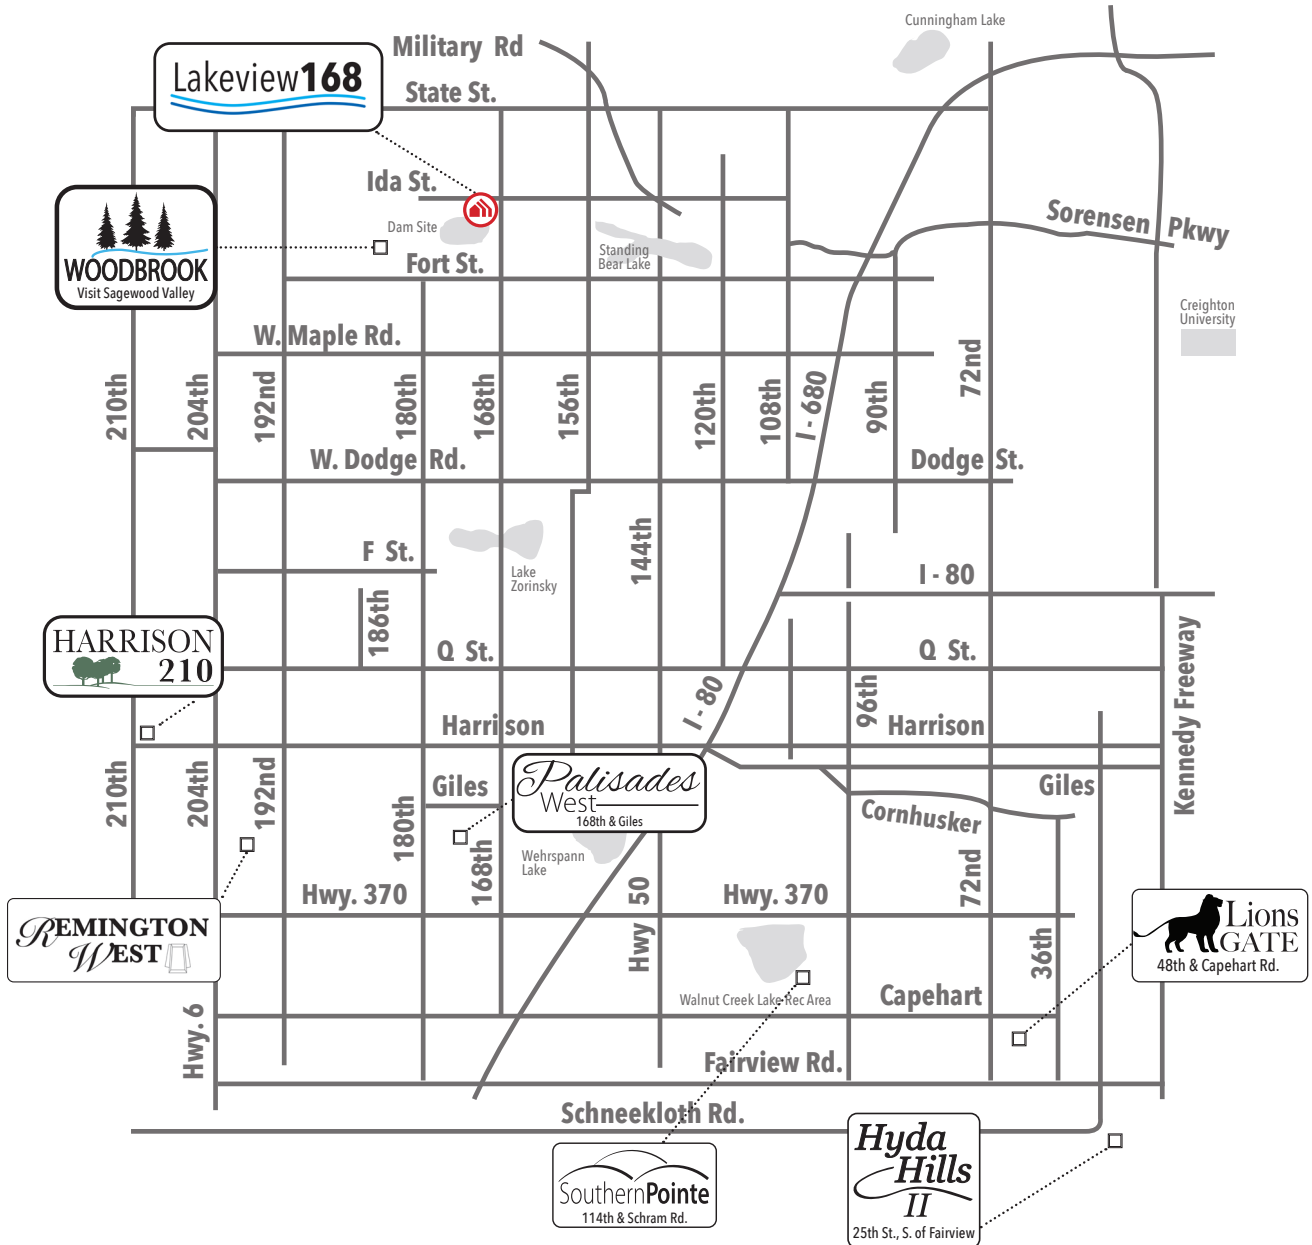 Cunningham Lake
Military Rd
Lakeview168
State St.
Ida St.
Dam Site
Sorensen Pkwy
WOODBROOK
Visit Sagewood Valley
Standing
Bear Lake
Fort St.
Creighton
University
W. Maple Rd.
210th
204th
192nd
180th
168th
156th
120th
108th
I - 680
90th
72nd
W. Dodge Rd.
Dodge St.
F St.
144th
Lake
Zorinsky
I - 80
186th
HARRISON
210
Q St.
Q St.
Kennedy Freeway
I - 80
96th
Harrison
Harrison
210th
204th
192nd
180th
Giles
168th
Palisades
West
168th & Giles
Giles
Cornhusker
Wehrspann
Lake
72nd
Hwy. 370
Hwy 50
Hwy. 370
REMINGTON
WEST
36th
Lions
GATE
48th & Capehart Rd.
Walnut Creek Lake Rec Area
Capehart
Hwy. 6
Fairview Rd.
Schneekloth Rd.
SouthernPointe
114th & Schram Rd.
Hyda
Hills
II
25th St., S. of Fairview